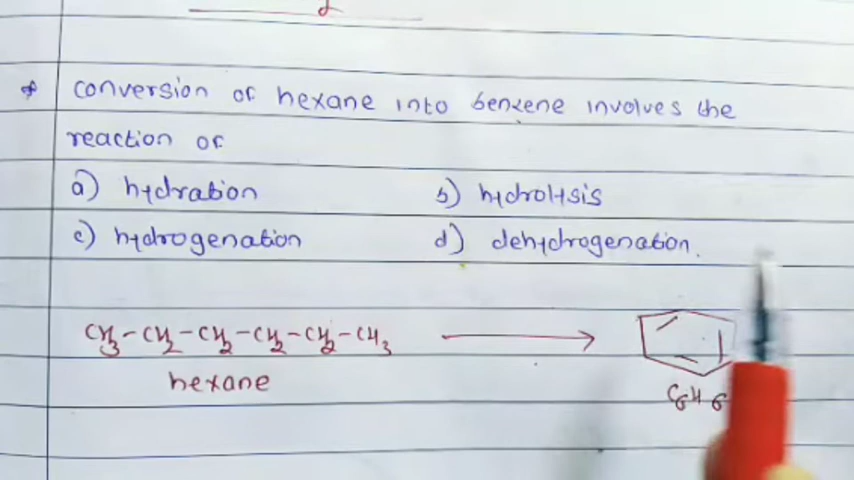 * conversion of hexane into benzene involves the
reaction of
a) hydration b) hydrolysis
c) hydrogenation d) dehydrogenation.
CH3-CH2-CH2-CH2-CH2-CH3
hexane
C6H6